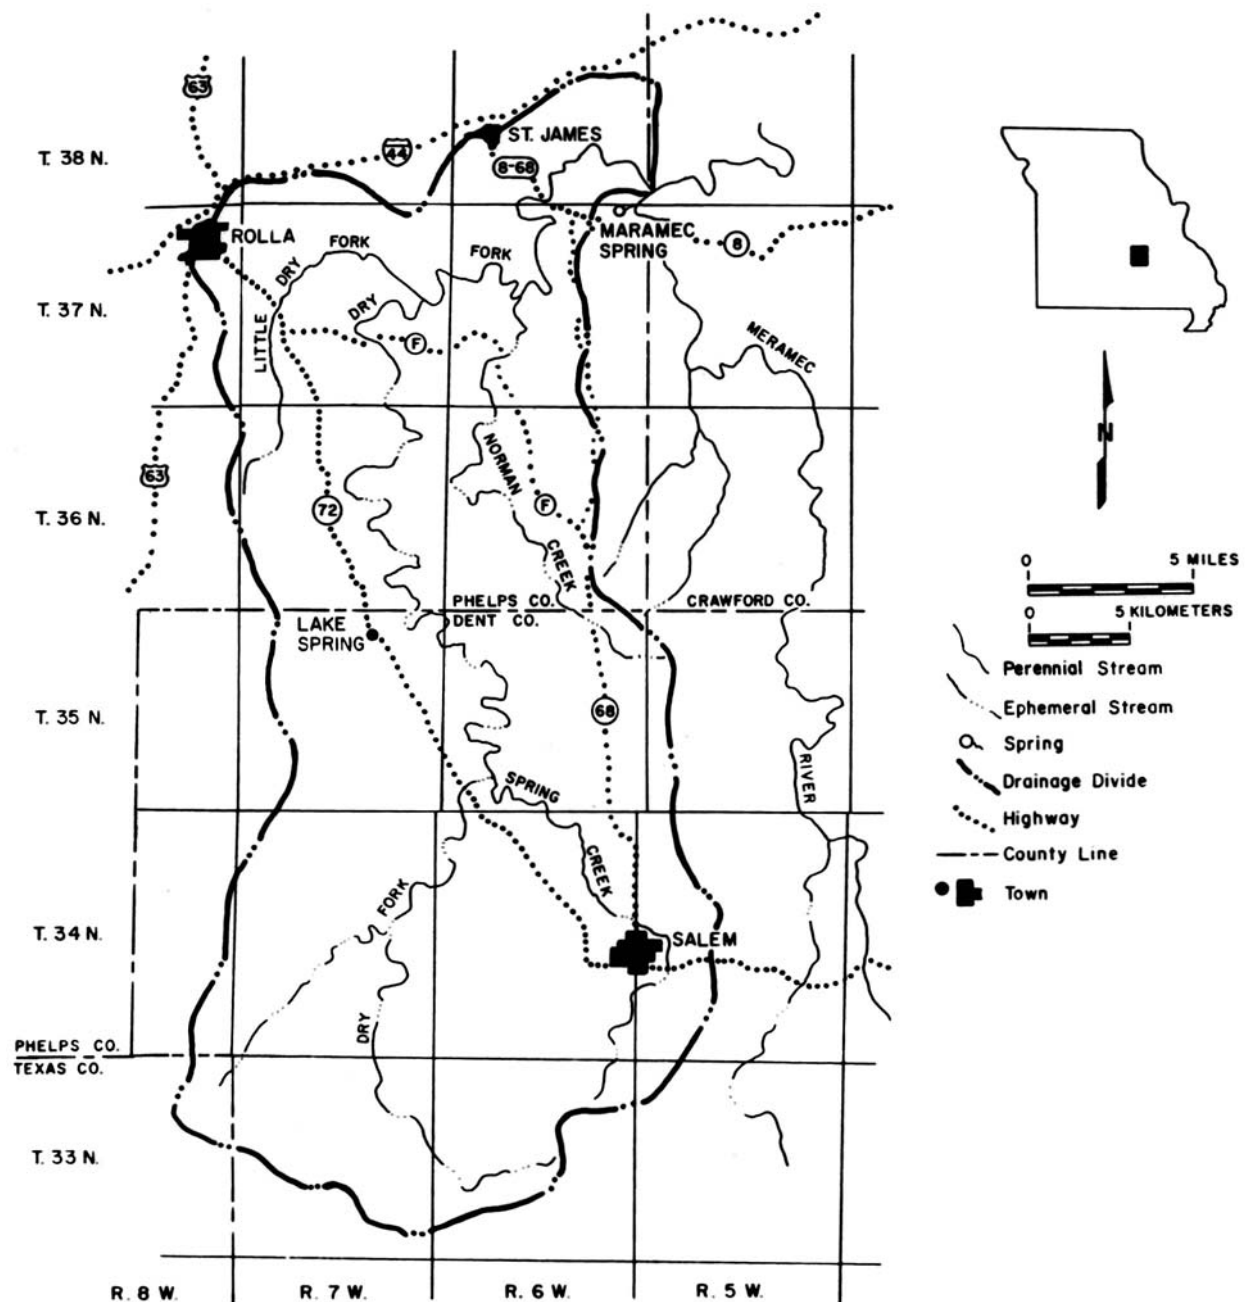 63
44
T. 38 N.
ST. JAMES
8-68
ROLLA
FORK
DRY
LITTLE
FORK
DRY
MARAMEC
SPRING
8
T. 37 N.
F
MERAMEC
63
72
NORMAN
CREEK
F
T. 36 N.
N
0 5 MILES
0 5 KILOMETERS
PHELPS CO.
DENT CO.
CRAWFORD CO.
LAKE
SPRING
Perennial Stream
Ephemeral Stream
Spring
Drainage Divide
Highway
County Line
Town
T. 35 N.
68
SPRING
CREEK
RIVER
T. 34 N.
FORK
DRY
SALEM
PHELPS CO.
TEXAS CO.
T. 33 N.
R. 8 W. R. 7 W. R. 6 W. R. 5 W.